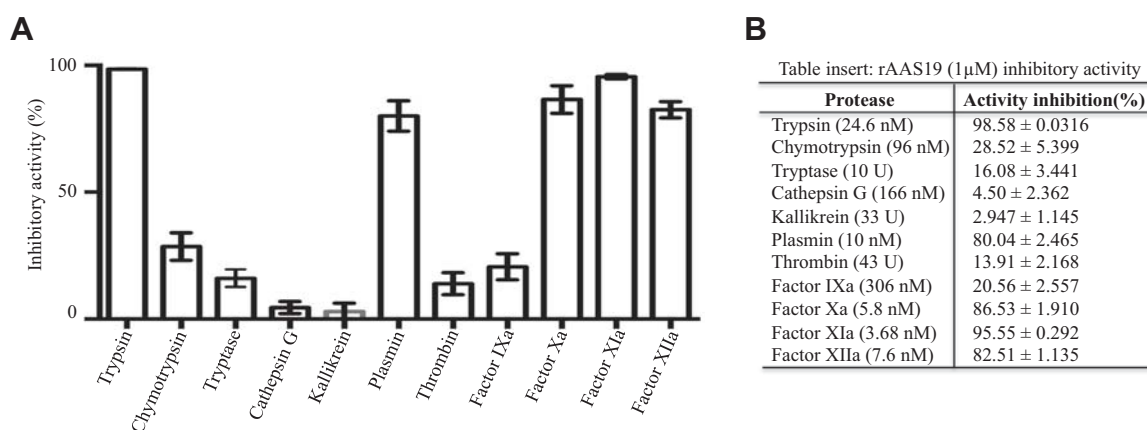 A
100
50
0
Inhibitory activity (%)
Trypsin
Chymotrypsin
Tryptase
Cathepsin G
Kallikrein
Plasmin
Thrombin
Factor IXa
Factor Xa
Factor XIa
Factor XIIa
B
Table insert: rAAS19 (1µM) inhibitory activity
Protease Activity inhibition(%)
Trypsin (24.6 nM) 98.58 ± 0.0316
Chymotrypsin (96 nM) 28.52 ± 5.399
Tryptase (10 U) 16.08 ± 3.441
Cathepsin G (166 nM) 4.50 ± 2.362
Kallikrein (33 U) 2.947 ± 1.145
Plasmin (10 nM) 80.04 ± 2.465
Thrombin (43 U) 13.91 ± 2.168
Factor IXa (306 nM) 20.56 ± 2.557
Factor Xa (5.8 nM) 86.53 ± 1.910
Factor XIa (3.68 nM) 95.55 ± 0.292
Factor XIIa (7.6 nM) 82.51 ± 1.135